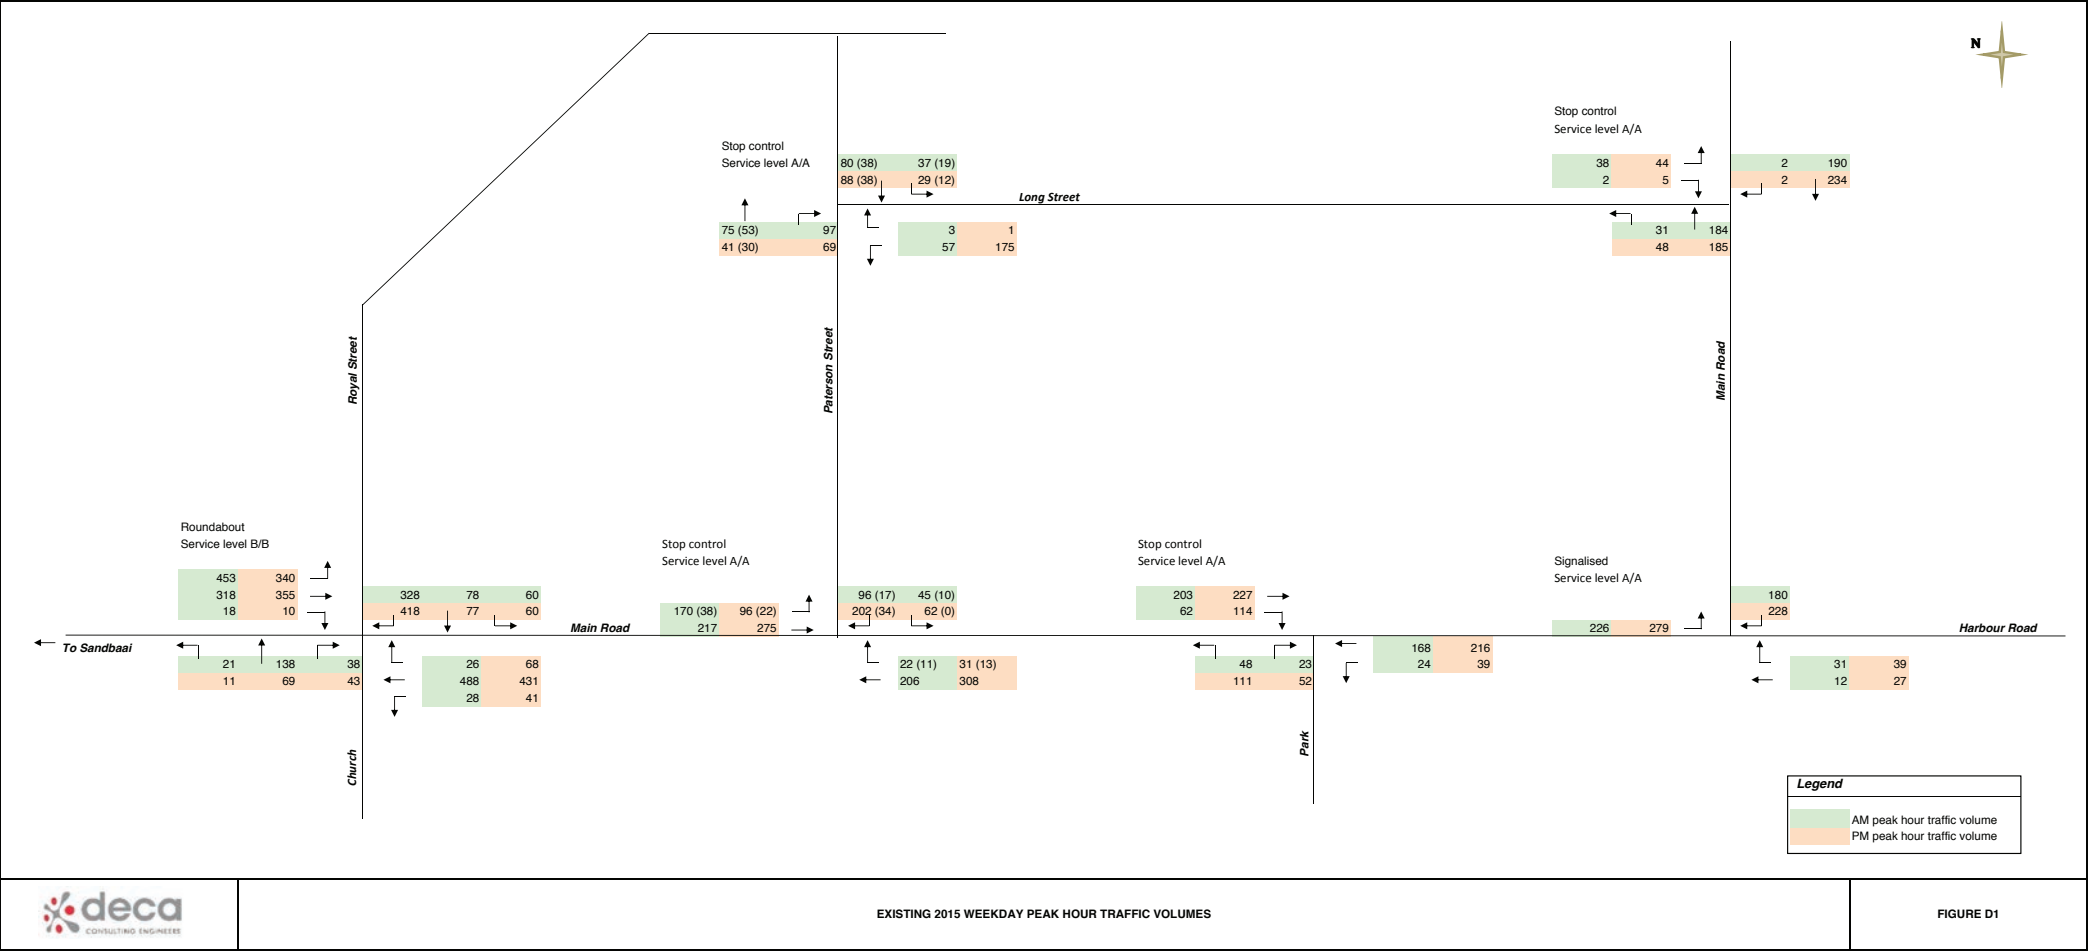 N
Stop control
Service level A/A
38 44
2 5
2 190
2 234
Stop control
Service level A/A
80 (38) 37 (19)
88 (38) 29 (12)
Long Street
75 (53) 97
41 (30) 69
3 1
57 175
31 184
48 185
Royal Street
Paterson Street
Main Road
Roundabout
Service level B/B
453 340
318 355
18 10
328 78 60
418 77 60
Stop control
Service level A/A
170 (38) 96 (22)
217 275
96 (17) 45 (10)
202 (34) 62 (0)
Stop control
Service level A/A
203 227
62 114
Signalised
Service level A/A
226 279
180
228
Main Road
Harbour Road
To Sandbaai
21 138 38
11 69 43
26 68
488 431
28 41
22 (11) 31 (13)
206 308
48 23
111 52
168 216
24 39
31 39
12 27
Church
Park
Legend
AM peak hour traffic volume
PM peak hour traffic volume
deca
CONSULTING ENGINEERS
EXISTING 2015 WEEKDAY PEAK HOUR TRAFFIC VOLUMES
FIGURE D1